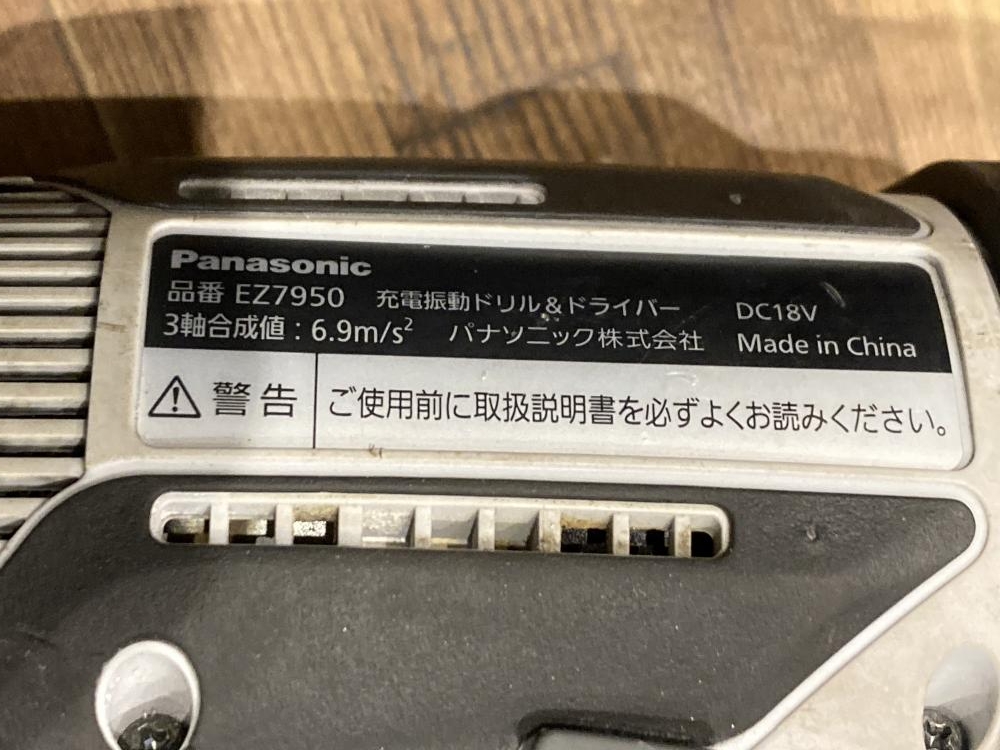 Panasonic
品番 EZ7950 充電振動ドリル&ドライバー DC18V
3軸合成値：6.9m/s² パナソニック株式会社 Made in China
警告 ご使用前に取扱説明書を必ずよくお読みください。